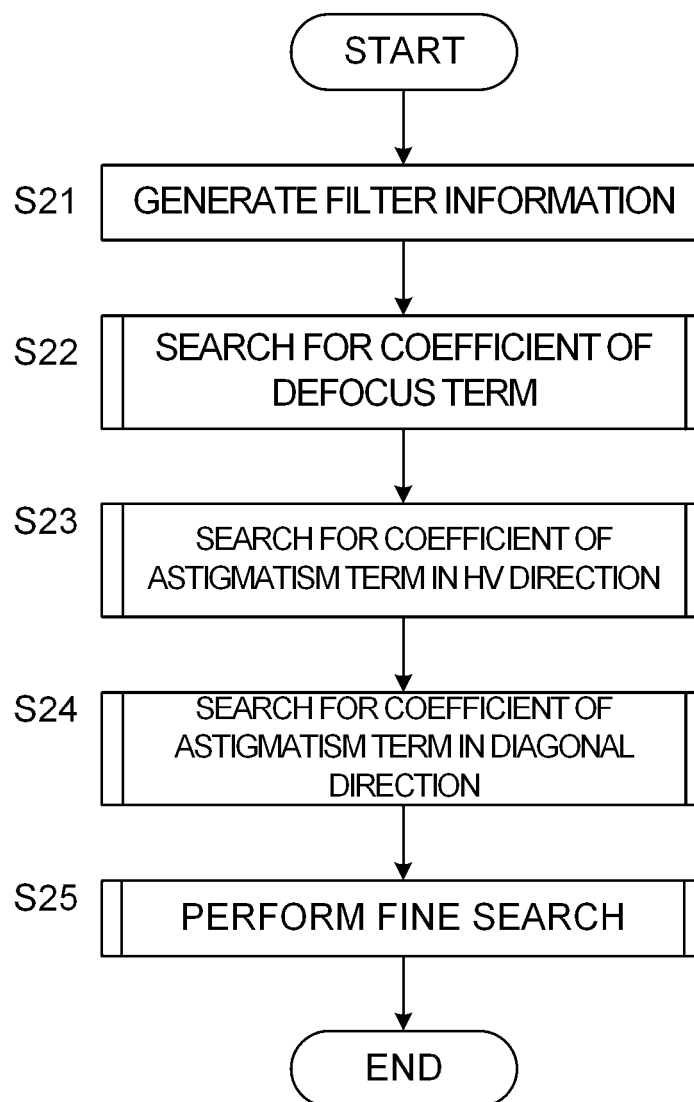 START
S21
GENERATE FILTER INFORMATION
S22
SEARCH FOR COEFFICIENT OF
DEFOCUS TERM
S23
SEARCH FOR COEFFICIENT OF
ASTIGMATISM TERM IN HV DIRECTION
S24
SEARCH FOR COEFFICIENT OF
ASTIGMATISM TERM IN DIAGONAL
DIRECTION
S25
PERFORM FINE SEARCH
END